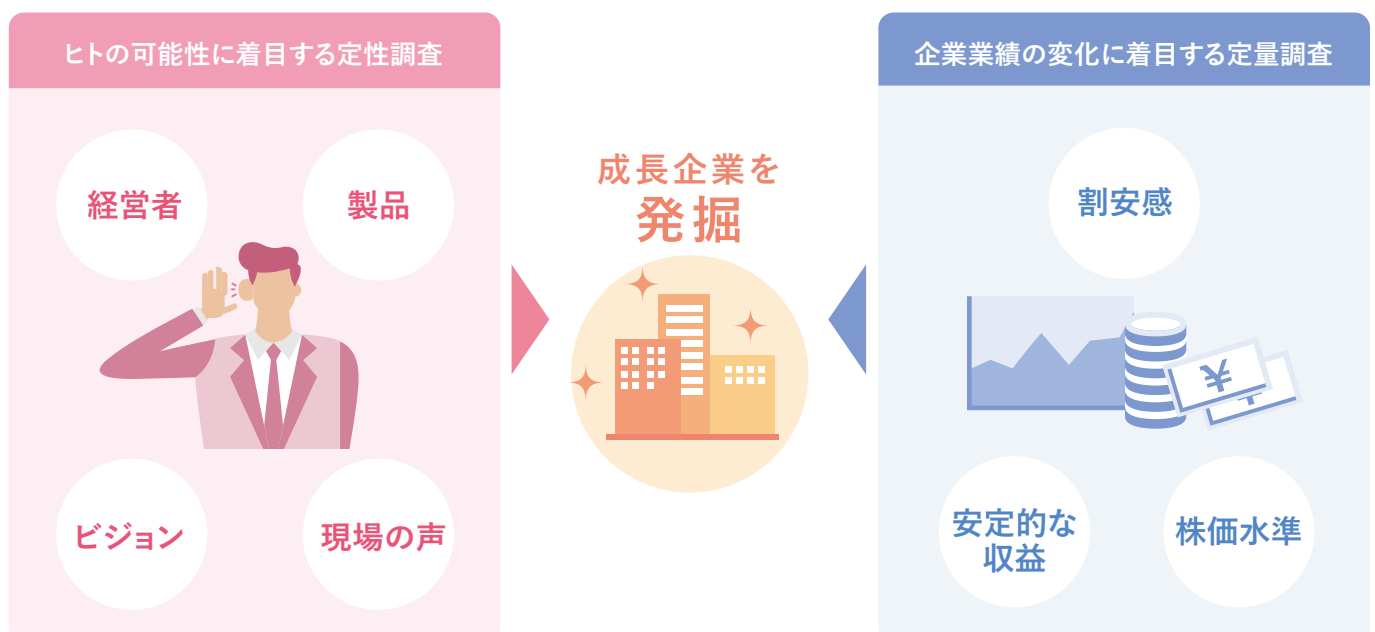 ヒトの可能性に着目する定性調査
経営者
製品
ビジョン
現場の声
成長企業を
発掘
企業業績の変化に着目する定量調査
割安感
¥
¥
安定的な
収益
株価水準